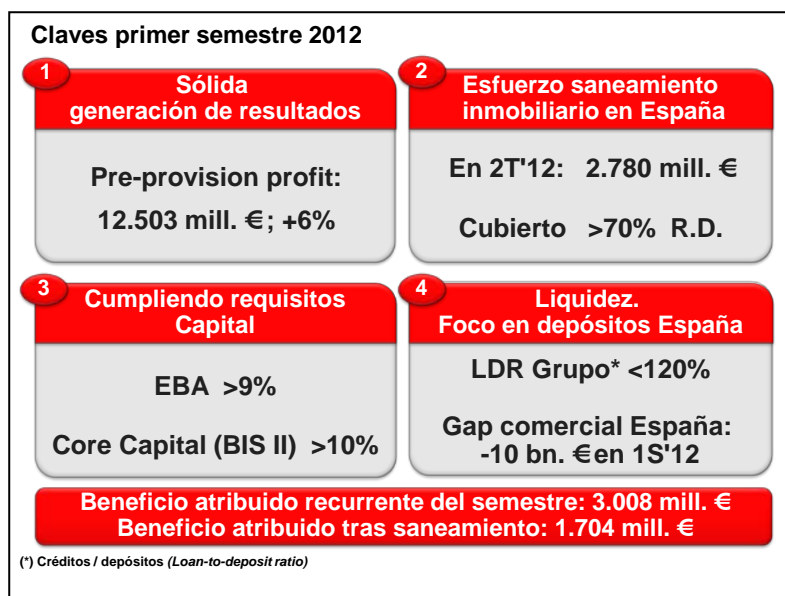 Claves primer semestre 2012
1
Sólida
generación de resultados
Pre-provision profit:
12.503 mill. €; +6%
2
Esfuerzo saneamiento
inmobiliario en España
En 2T'12: 2.780 mill. €
Cubierto >70% R.D.
3
Cumpliendo requisitos
Capital
EBA >9%
Core Capital (BIS II) >10%
4
Liquidez.
Foco en depósitos España
LDR Grupo* <120%
Gap comercial España:
-10 bn. € en 1S'12
Beneficio atribuido recurrente del semestre: 3.008 mill. €
Beneficio atribuido tras saneamiento: 1.704 mill. €
(*) Créditos / depósitos (Loan-to-deposit ratio)